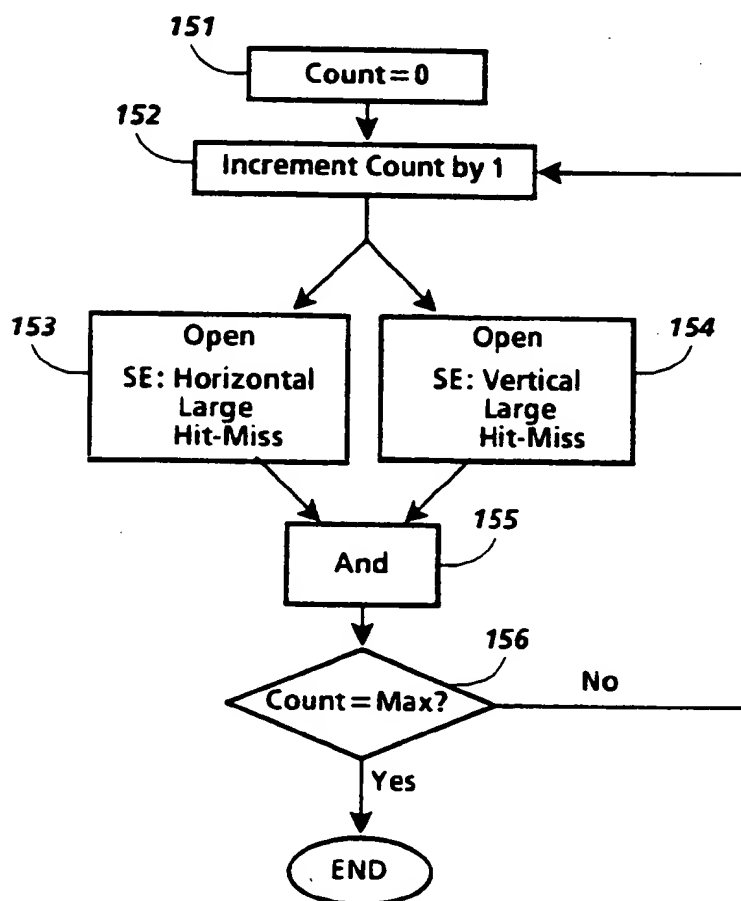 151
Count = 0
152
Increment Count by 1
153
Open
SE: Horizontal
Large
Hit-Miss
154
Open
SE: Vertical
Large
Hit-Miss
155
And
156
Count = Max?
No
Yes
END